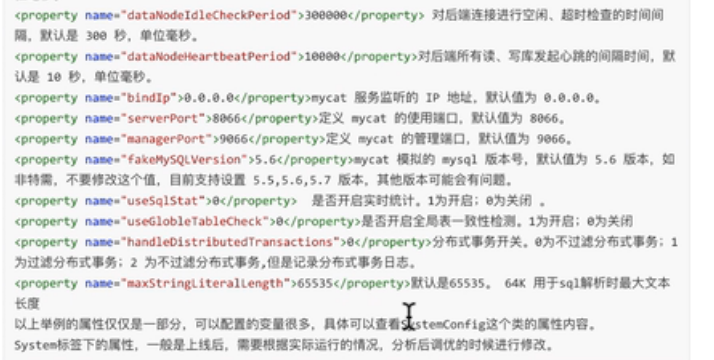 <property name="dataNodeIdleCheckPeriod">300000</property> 对后端连接进行空闲、超时检查的时间间
隔，默认是 300 秒，单位毫秒。
<property name="dataNodeHeartbeatPeriod">10000</property>对后端所有读、写库发起心跳的间隔时间，默
认是 10 秒，单位毫秒。
<property name="bindIp">0.0.0.0</property>mycat 服务监听的 IP 地址，默认值为 0.0.0.0。
<property name="serverPort">8066</property>定义 mycat 的使用端口，默认值为 8066。
<property name="managerPort">9066</property>定义 mycat 的管理端口，默认值为 9066。
<property name="fakeMySQLVersion">5.6</property>mycat 模拟的 mysql 版本号，默认值为 5.6 版本，如
非特需，不要修改这个值，目前支持设置 5.5,5.6,5.7 版本，其他版本可能会有问题。
<property name="useSqlStat">0</property> 是否开启实时统计。1为开启；0为关闭 。
<property name="useGlobleTableCheck">0</property>是否开启全局表一致性检测。1为开启；0为关闭
<property name="handleDistributedTransactions">0</property>分布式事务开关。0为不过滤分布式事务；1
为过滤分布式事务；2 为不过滤分布式事务,但是记录分布式事务日志。
<property name="maxStringLiteralLength">65535</property>默认是65535。 64K 用于sql解析时最大文本
长度
以上举例的属性仅仅是一部分，可以配置的变量很多，具体可以查看SystemConfig这个类的属性内容。
System标签下的属性，一般是上线后，需要根据实际运行的情况，分析后调优的时候进行修改。